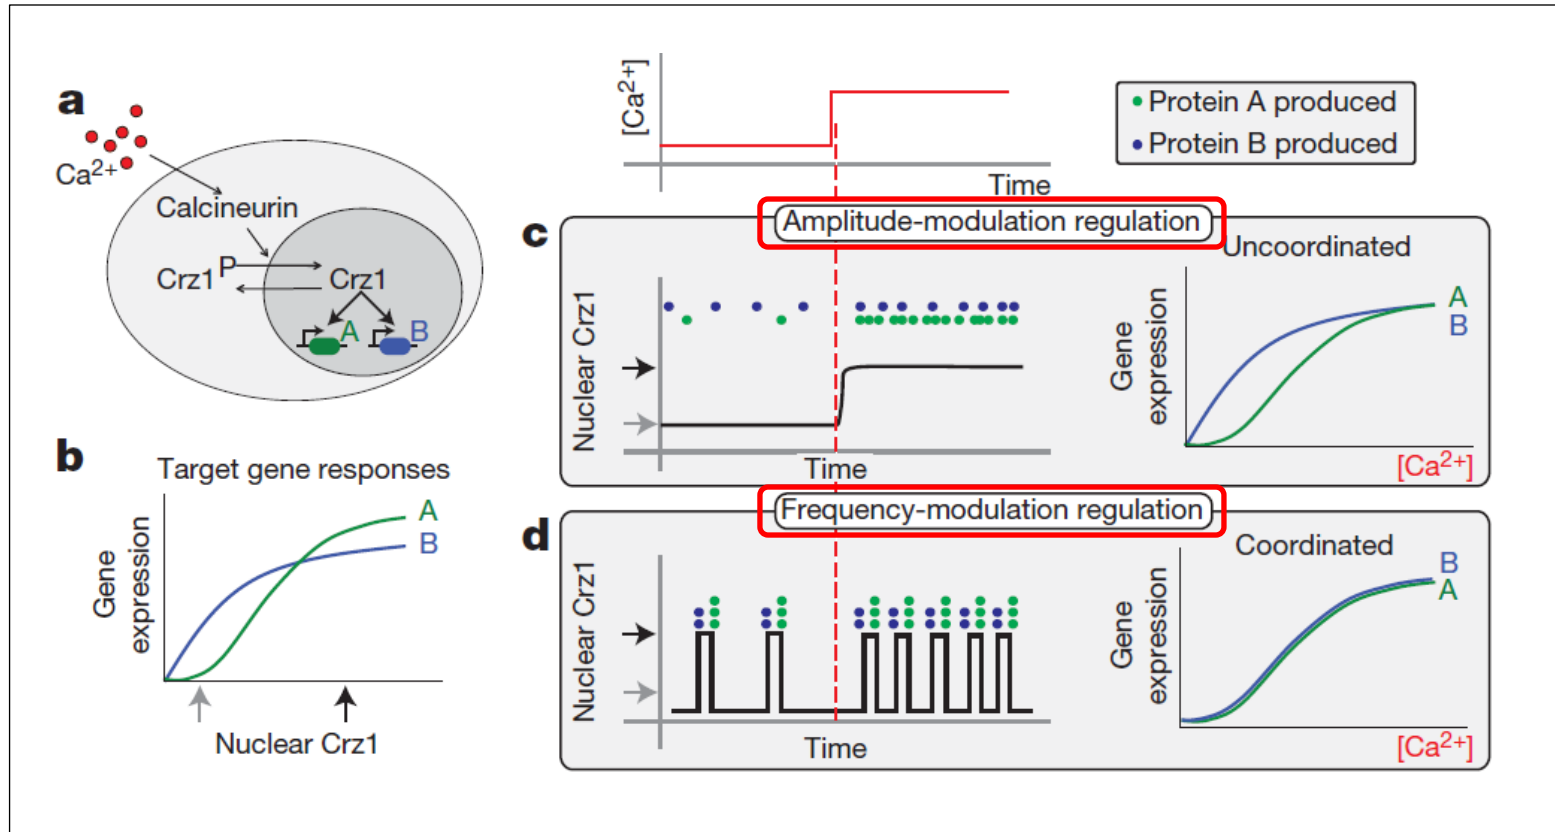 a
Ca2+
Calcineurin
Crz1 P
Crz1
A
B
b
Target gene responses
Gene
expression
A
B
Nuclear Crz1
[Ca2+]
Time
Protein A produced
Protein B produced
c
Amplitude-modulation regulation
Nuclear Crz1
Time
Uncoordinated
Gene
expression
A
B
[Ca2+]
d
Frequency-modulation regulation
Nuclear Crz1
Time
Coordinated
Gene
expression
B
A
[Ca2+]